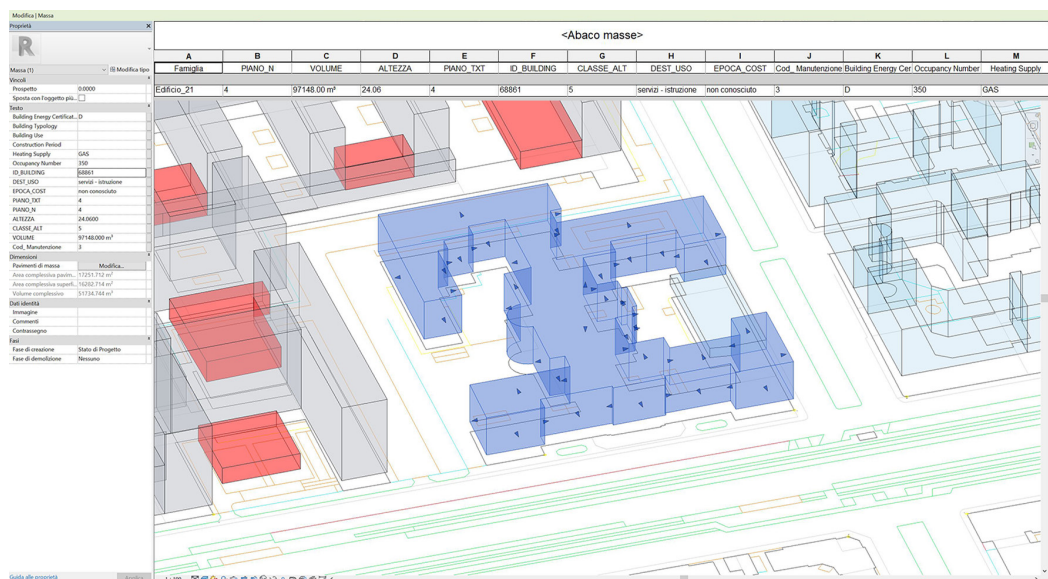 Modifica | Massa
Proprietà ×
R
<Abaco masse>
A B C D E F G H I J K L M
Famiglia PIANO_N VOLUME ALTEZZA PIANO_TXT ID_BUILDING CLASSE_ALT DEST_USO EPOCA_COST Cod_ Manutenzione Building Energy Cer Occupancy Number Heating Supply
Edificio_21 4 97148.00 m³ 24.06 4 68861 5 servizi - istruzione non conosciuto 3 D 350 GAS
Massa (1) Modifica tipo
Vincoli
Prospetto 0.0000
Sposta con l'oggetto più...
Testo
Building Energy Certificat... D
Building Typology
Building Use
Construction Period
Heating Supply GAS
Occupancy Number 350
ID_BUILDING 68861
DEST_USO servizi - istruzione
EPOCA_COST non conosciuto
PIANO_TXT 4
PIANO_N 4
ALTEZZA 24.0600
CLASSE_ALT 5
VOLUME 97148.000 m³
Cod_ Manutenzione 3
Dimensioni
Pavimenti di massa Modifica...
Area complessiva pavim... 17251.712 m²
Area complessiva superfi... 16202.714 m²
Volume complessivo 51734.744 m³
Dati identità
Immagine
Commenti
Contrassegno
Fasi
Fase di creazione Stato di Progetto
Fase di demolizione Nessuno
Guida alle proprietà